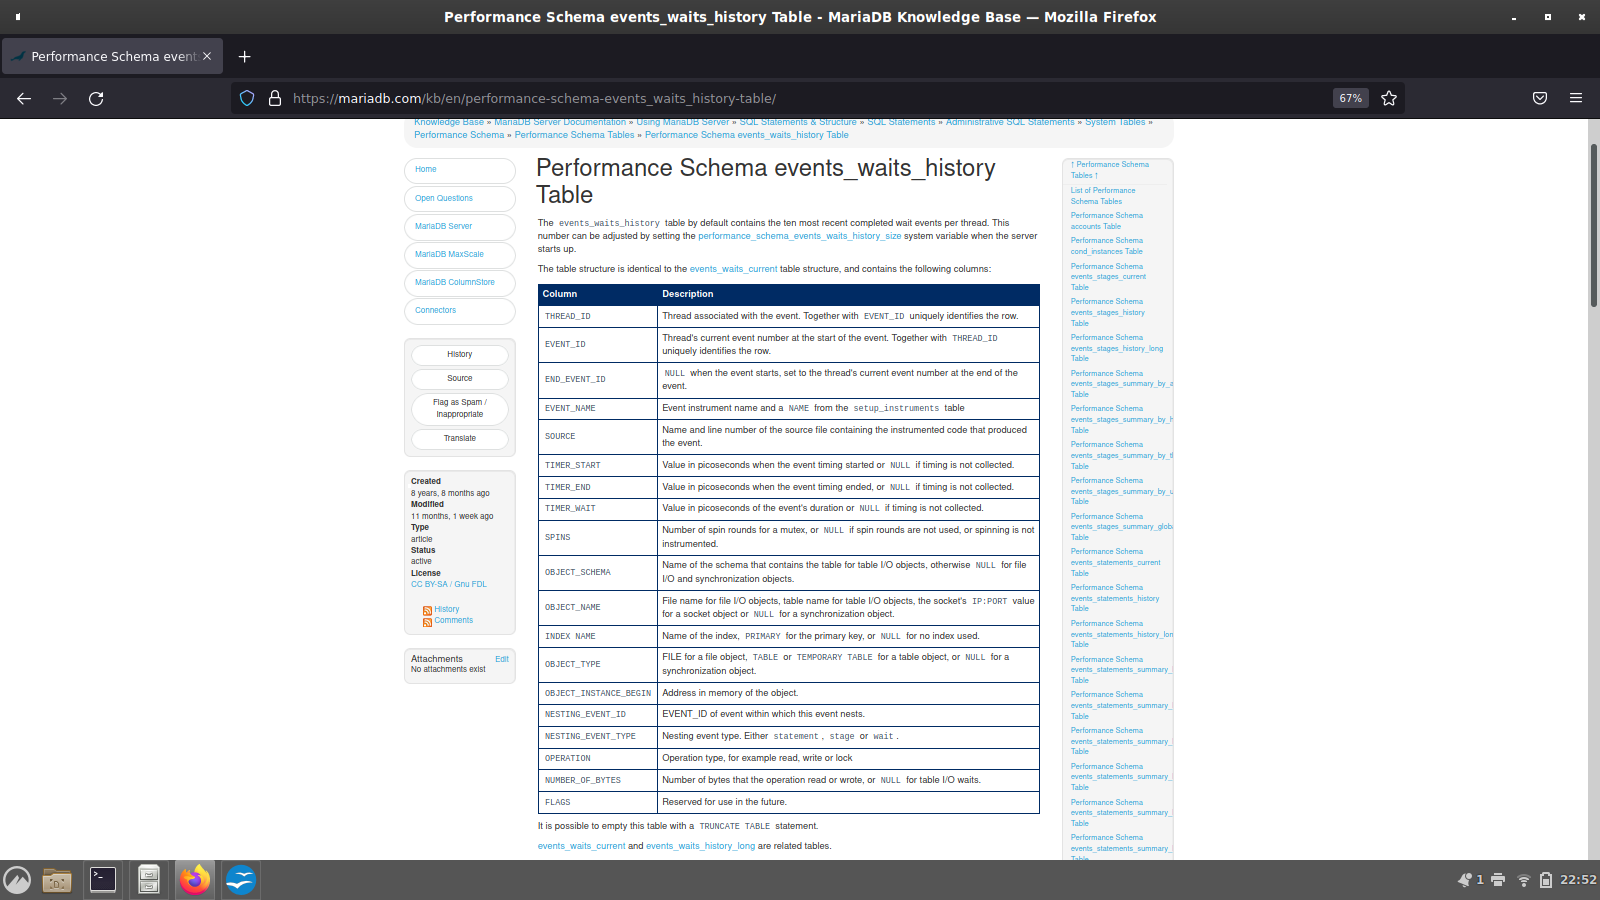 Performance Schema events_waits_history Table - MariaDB Knowledge Base — Mozilla Firefox
Performance Schema event
https://mariadb.com/kb/en/performance-schema-events_waits_history-table/
67%
Knowledge Base » MariaDB Server Documentation » Using MariaDB Server » SQL Statements & Structure » SQL Statements » Administrative SQL Statements » System Tables »
Performance Schema » Performance Schema Tables » Performance Schema events_waits_history Table
Home
Open Questions
MariaDB Server
MariaDB MaxScale
MariaDB ColumnStore
Connectors
History
Source
Flag as Spam /
Inappropriate
Translate
Created
8 years, 8 months ago
Modified
11 months, 1 week ago
Type
article
Status
active
License
CC BY-SA / Gnu FDL
History
Comments
Attachments Edit
No attachments exist
Performance Schema events_waits_history
Table
The events_waits_history table by default contains the ten most recent completed wait events per thread. This
number can be adjusted by setting the performance_schema_events_waits_history_size system variable when the server
starts up.
The table structure is identical to the events_waits_current table structure, and contains the following columns:
Column Description
THREAD_ID Thread associated with the event. Together with EVENT_ID uniquely identifies the row.
EVENT_ID Thread's current event number at the start of the event. Together with THREAD_ID
uniquely identifies the row.
END_EVENT_ID NULL when the event starts, set to the thread's current event number at the end of the
event.
EVENT_NAME Event instrument name and a NAME from the setup_instruments table
SOURCE Name and line number of the source file containing the instrumented code that produced
the event.
TIMER_START Value in picoseconds when the event timing started or NULL if timing is not collected.
TIMER_END Value in picoseconds when the event timing ended, or NULL if timing is not collected.
TIMER_WAIT Value in picoseconds of the event's duration or NULL if timing is not collected.
SPINS Number of spin rounds for a mutex, or NULL if spin rounds are not used, or spinning is not
instrumented.
OBJECT_SCHEMA Name of the schema that contains the table for table I/O objects, otherwise NULL for file
I/O and synchronization objects.
OBJECT_NAME File name for file I/O objects, table name for table I/O objects, the socket's IP:PORT value
for a socket object or NULL for a synchronization object.
INDEX NAME Name of the index, PRIMARY for the primary key, or NULL for no index used.
OBJECT_TYPE FILE for a file object, TABLE or TEMPORARY TABLE for a table object, or NULL for a
synchronization object.
OBJECT_INSTANCE_BEGIN Address in memory of the object.
NESTING_EVENT_ID EVENT_ID of event within which this event nests.
NESTING_EVENT_TYPE Nesting event type. Either statement, stage or wait.
OPERATION Operation type, for example read, write or lock
NUMBER_OF_BYTES Number of bytes that the operation read or wrote, or NULL for table I/O waits.
FLAGS Reserved for use in the future.
It is possible to empty this table with a TRUNCATE TABLE statement.
events_waits_current and events_waits_history_long are related tables.
↑ Performance Schema
Tables ↑
List of Performance
Schema Tables
Performance Schema
accounts Table
Performance Schema
cond_instances Table
Performance Schema
events_stages_current
Table
Performance Schema
events_stages_history
Table
Performance Schema
events_stages_history_long
Table
Performance Schema
events_stages_summary_by_a
Table
Performance Schema
events_stages_summary_by_h
Table
Performance Schema
events_stages_summary_by_t
Table
Performance Schema
events_stages_summary_by_u
Table
Performance Schema
events_stages_summary_globa
Table
Performance Schema
events_statements_current
Table
Performance Schema
events_statements_history
Table
Performance Schema
events_statements_history_lon
Table
Performance Schema
events_statements_summary_
Table
Performance Schema
events_statements_summary_
Table
Performance Schema
events_statements_summary_
Table
Performance Schema
events_statements_summary_
Table
Performance Schema
events_statements_summary_
Table
Performance Schema
events_statements_summary_
Table
1
22:52